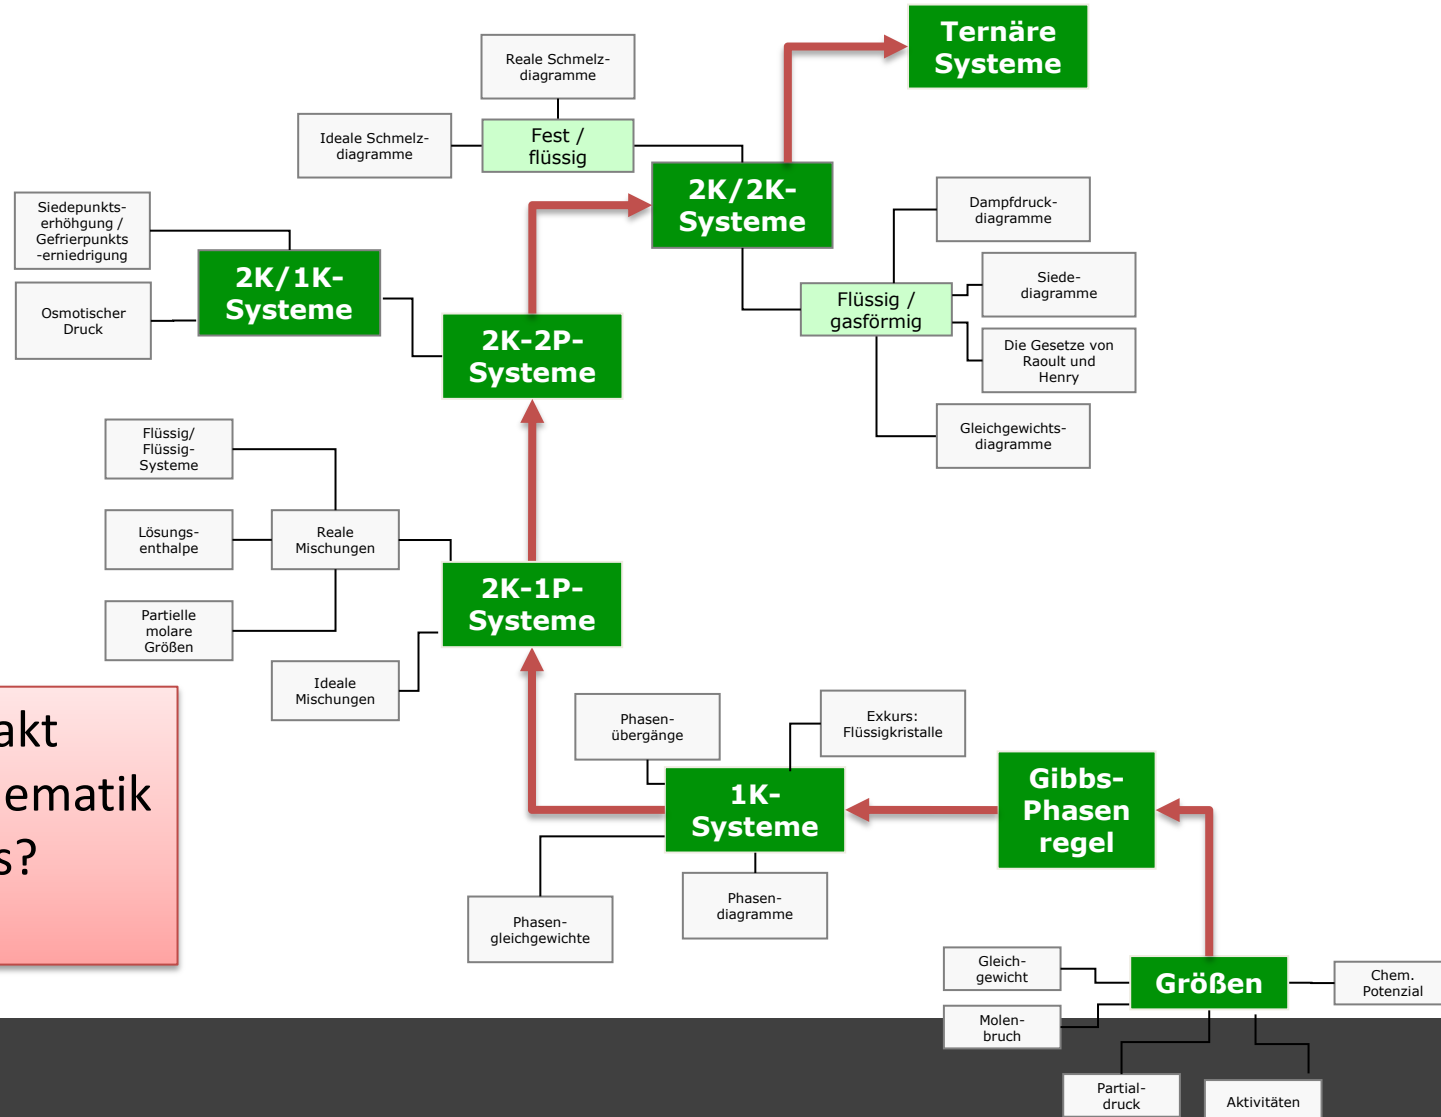 Ternäre
Systeme
Reale Schmelz-
diagramme
Ideale Schmelz-
diagramme
Fest /
flüssig
2K/2K-
Systeme
Dampfdruck-
diagramme
Siede-
diagramme
Flüssig /
gasförmig
Die Gesetze von
Raoult und
Henry
Gleichgewichts-
diagramme
Siedepunkts-
erhöhgung /
Gefrierpunkts
-erniedrigung
2K/1K-
Systeme
Osmotischer
Druck
2K-2P-
Systeme
Flüssig/
Flüssig-
Systeme
Lösungs-
enthalpe
Reale
Mischungen
Partielle
molare
Größen
2K-1P-
Systeme
Ideale
Mischungen
akt
ematik
s?
Phasen-
übergänge
Exkurs:
Flüssigkristalle
1K-
Systeme
Gibbs-
Phasen
regel
Phasen-
gleichgewichte
Phasen-
diagramme
Gleich-
gewicht
Größen
Chem.
Potenzial
Molen-
bruch
Partial-
druck
Aktivitäten